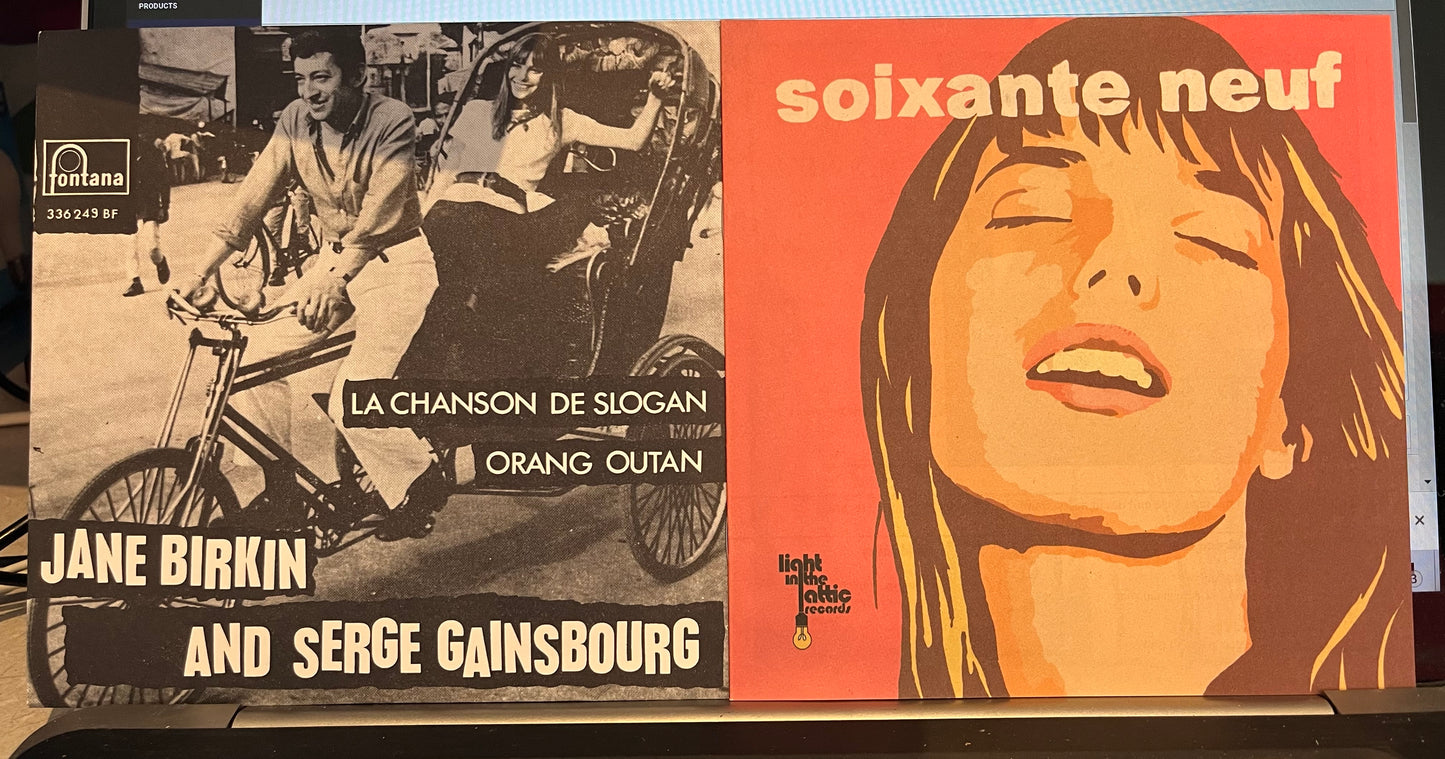 PRODUCTS
fontana
336 249 BF
LA CHANSON DE SLOGAN
ORANG OUTAN
JANE BIRKIN
AND SERGE GAINSBOURG
soixante neuf
light
in the
attic
records